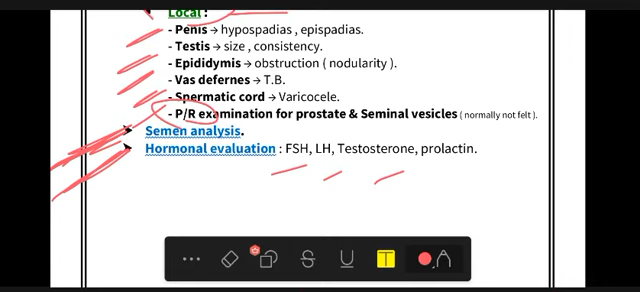 Local :
- Penis → hypospadias , epispadias.
- Testis → size , consistency.
- Epididymis → obstruction ( nodularity ).
- Vas defernes → T.B.
- Spermatic cord → Varicocele.
- P/R examination for prostate & Seminal vesicles ( normally not felt ).
➤ Semen analysis.
➤ Hormonal evaluation : FSH, LH, Testosterone, prolactin.